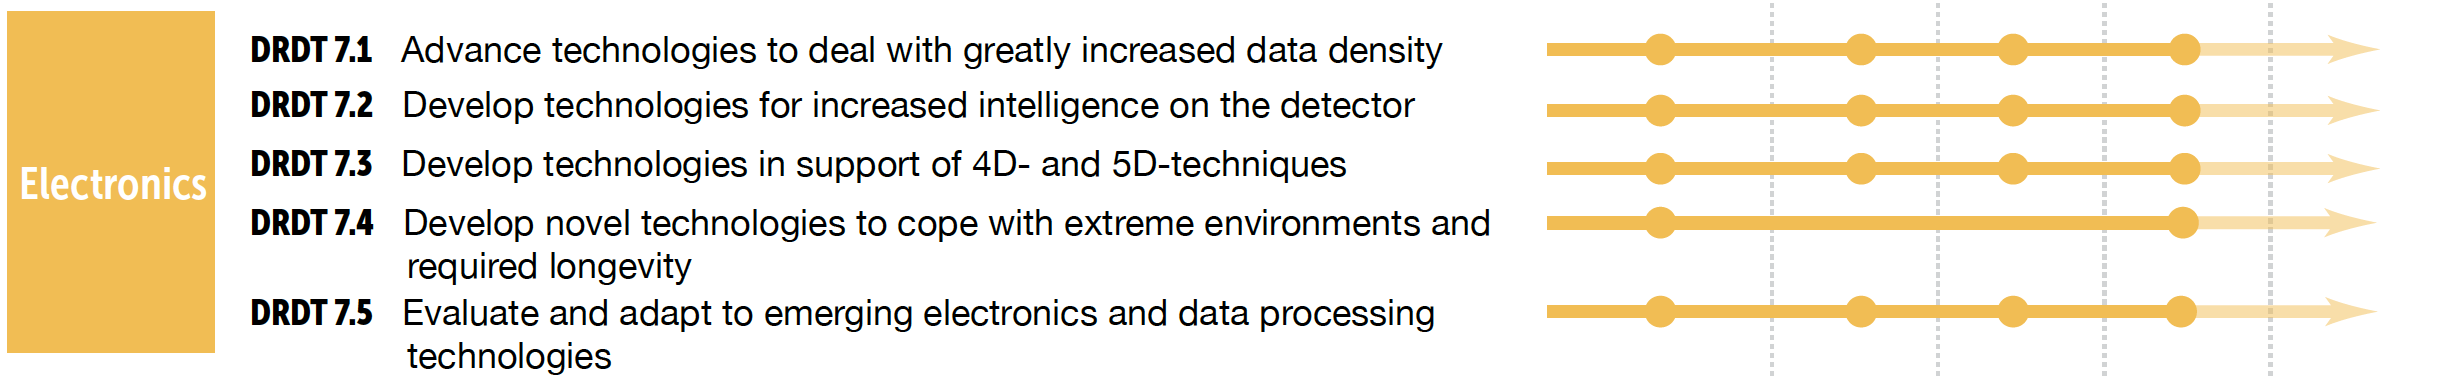 Electronics
DRDT 7.1 Advance technologies to deal with greatly increased data density
DRDT 7.2 Develop technologies for increased intelligence on the detector
DRDT 7.3 Develop technologies in support of 4D- and 5D-techniques
DRDT 7.4 Develop novel technologies to cope with extreme environments and
required longevity
DRDT 7.5 Evaluate and adapt to emerging electronics and data processing
technologies